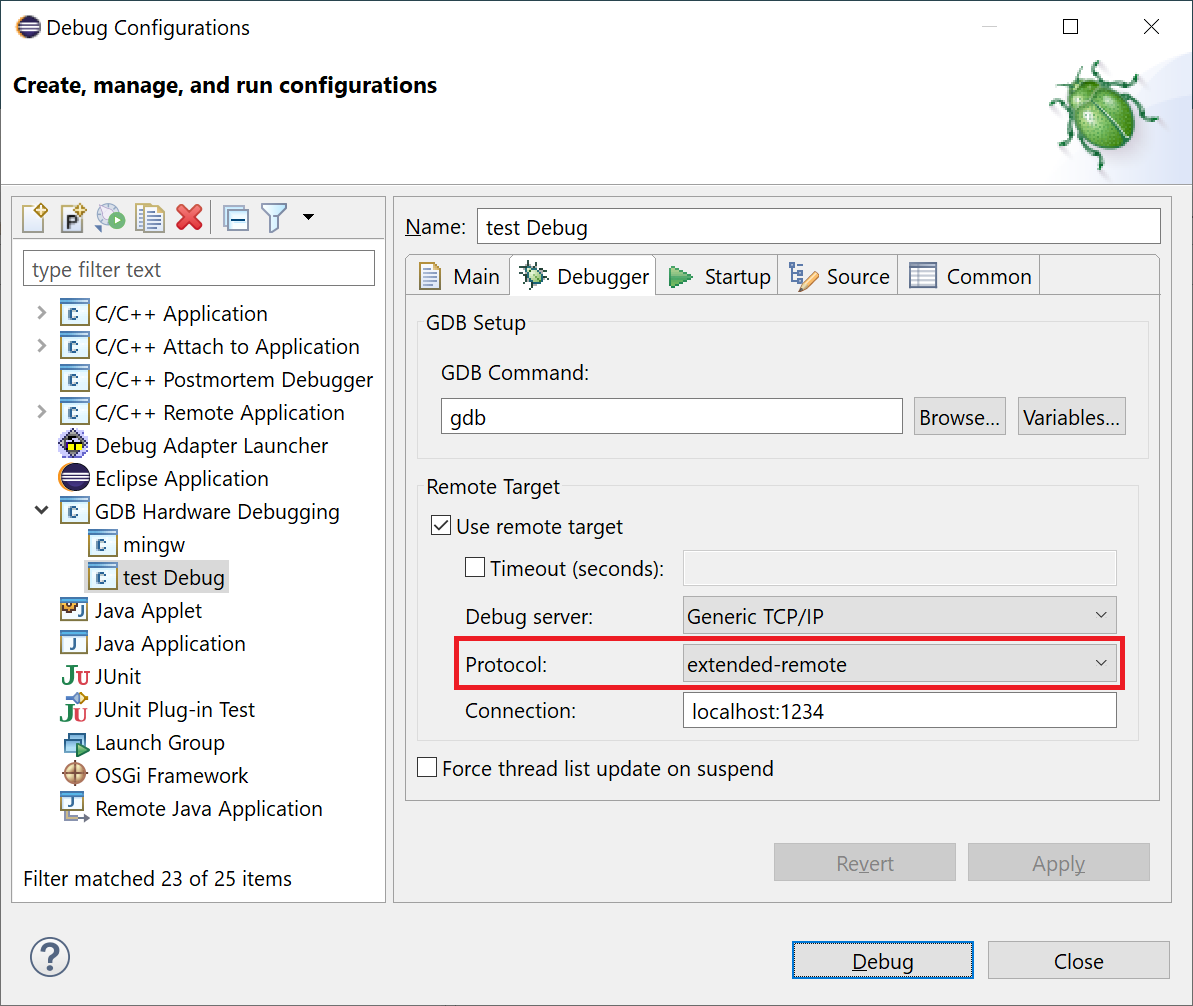 Debug Configurations
Create, manage, and run configurations
type filter text
C/C++ Application
C/C++ Attach to Application
C/C++ Postmortem Debugger
C/C++ Remote Application
Debug Adapter Launcher
Eclipse Application
GDB Hardware Debugging
mingw
test Debug
Java Applet
Java Application
JUnit
JUnit Plug-in Test
Launch Group
OSGi Framework
Remote Java Application
Filter matched 23 of 25 items
Name: test Debug
Main Debugger Startup Source Common
GDB Setup
GDB Command:
gdb Browse... Variables...
Remote Target
Use remote target
Timeout (seconds):
Debug server: Generic TCP/IP
Protocol: extended-remote
Connection: localhost:1234
Force thread list update on suspend
Revert Apply
? Debug Close